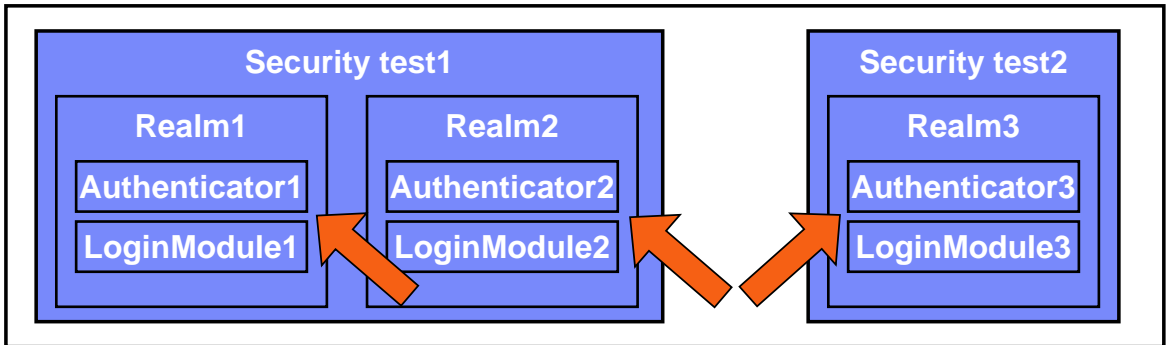 Security test1
Realm1
Authenticator1
LoginModule1
Realm2
Authenticator2
LoginModule2
Security test2
Realm3
Authenticator3
LoginModule3